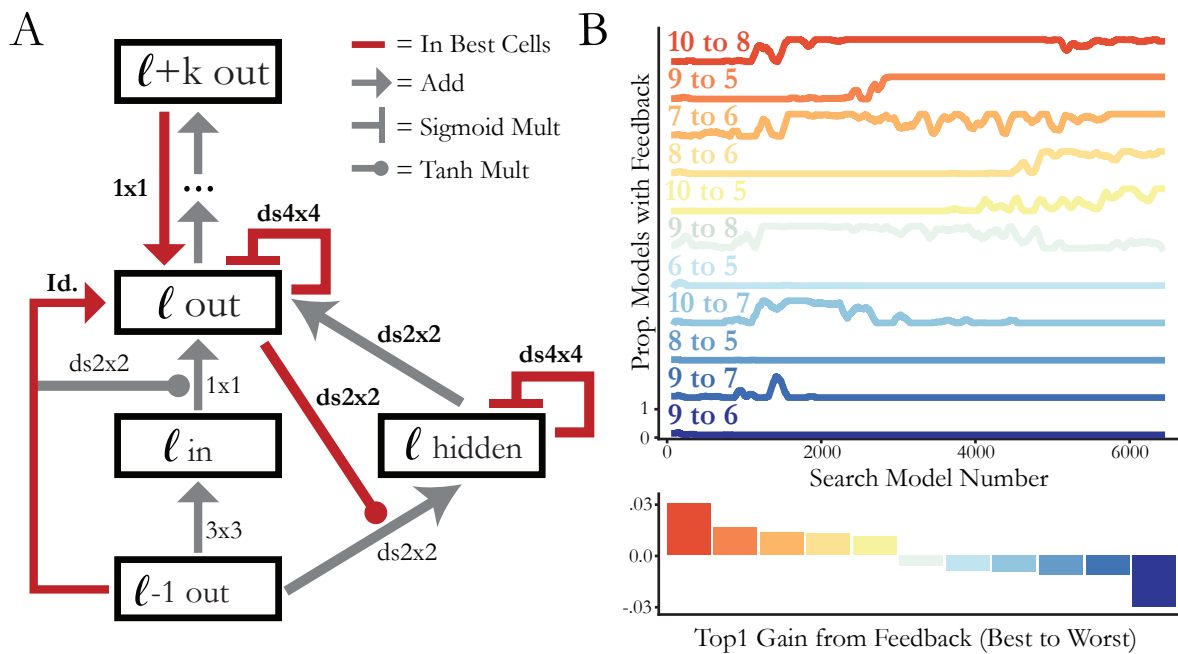 A
ℓ+k out
1x1
...
ds4x4
Id.
ℓ out
ds2x2
ds2x2
1x1
ds2x2
ds4x4
ℓ in
ℓ hidden
3x3
ds2x2
ℓ-1 out
= In Best Cells
= Add
= Sigmoid Mult
= Tanh Mult
B
Prop. Models with Feedback
10 to 8
9 to 5
7 to 6
8 to 6
10 to 5
9 to 8
6 to 5
10 to 7
8 to 5
9 to 7
9 to 6
1
0
0 2000 4000 6000
Search Model Number
.03
0.0
-.03
Top1 Gain from Feedback (Best to Worst)